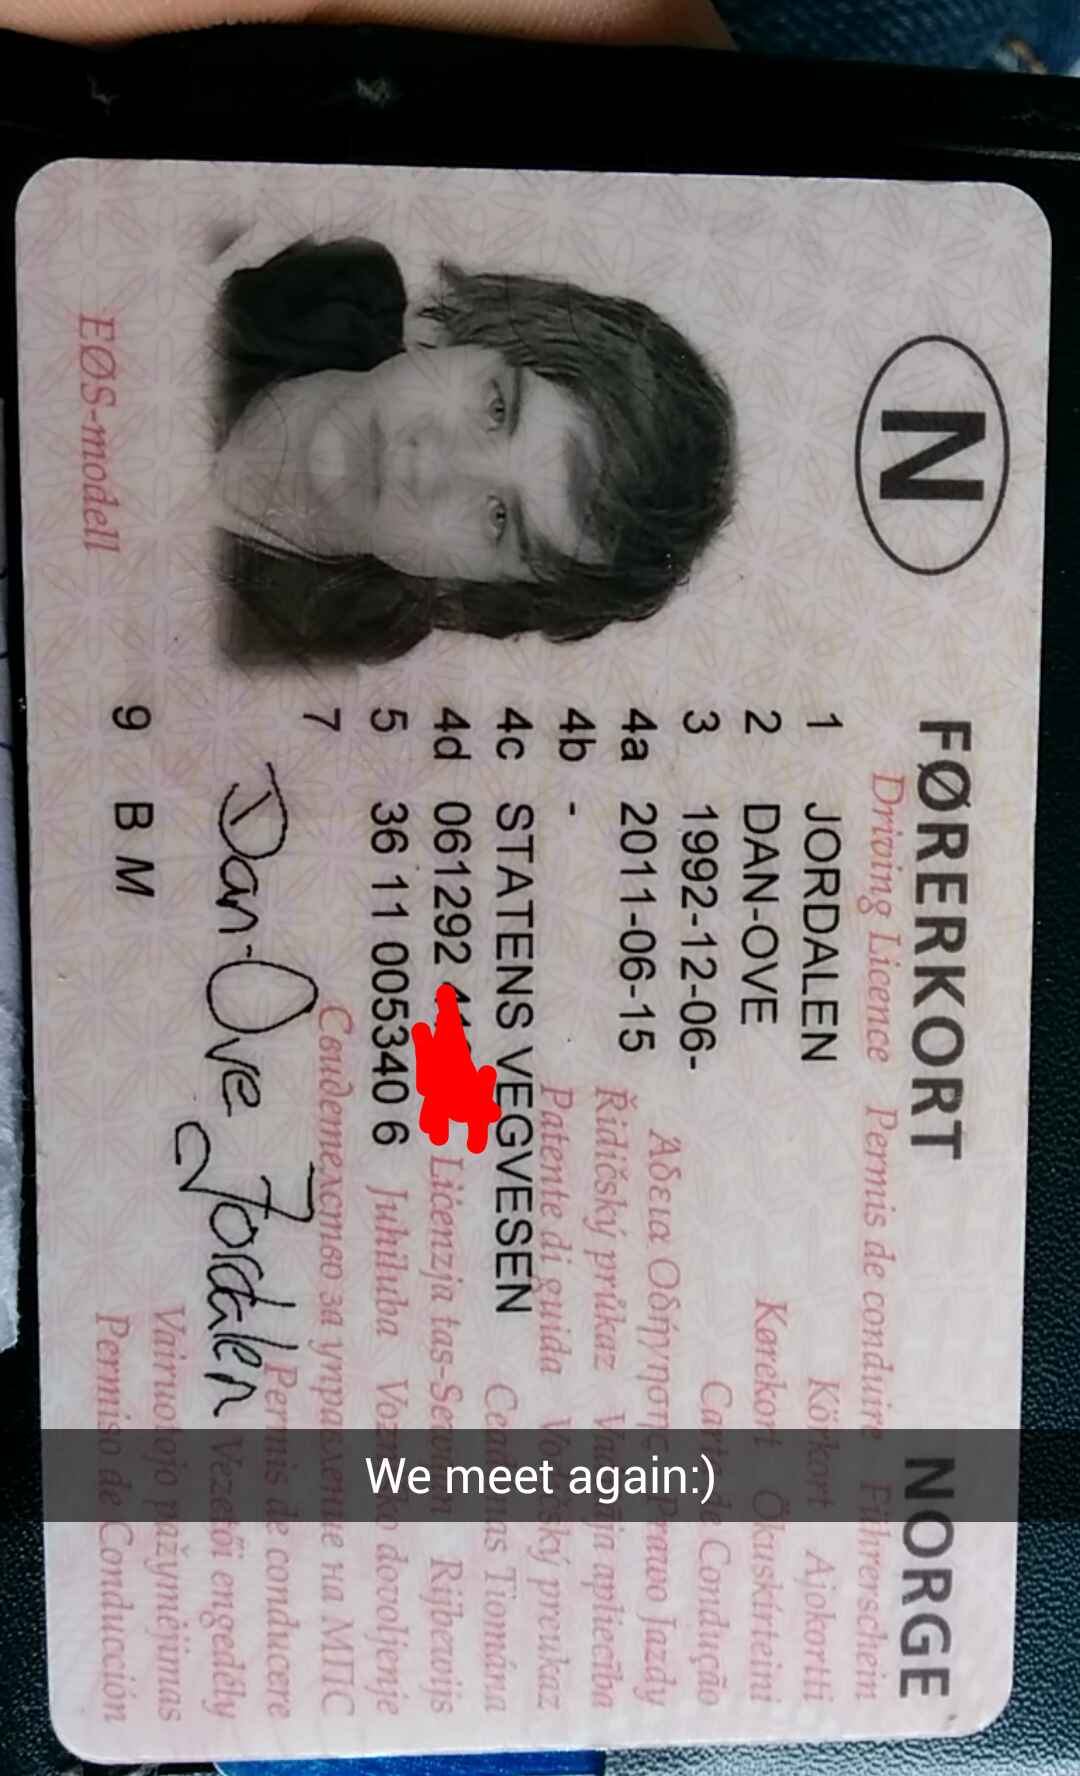 N
FØRERKORT NORGE
Driving Licence Permis de conduire Führerschein
1 JORDALEN Körkort Ajokortti
2 DAN-OVE Kørekort Ökuskírteini
3 1992-12-06- Carta de Condução
4a 2011-06-15 Άδεια Οδήγησης Prawo Jazdy
4b - Řidičský průkaz Vadītāja apliecība
Patente di guida Vodičský preukaz
4c STATENS VEGVESEN Ceadúnas Tiomána
4d 061292 Liċenzja tas-Sewqan Rijbewijs
5 36 11 005340 6 Juhiluba Vozniško dovoljenje
7 Свидетелство за управление на МПС
Permis de conducere
Dan-Ove Jordalen Vezetői engedély
Vairuotojo pažymėjimas
9 B M Permiso de Conducción
EØS-modell
We meet again:)